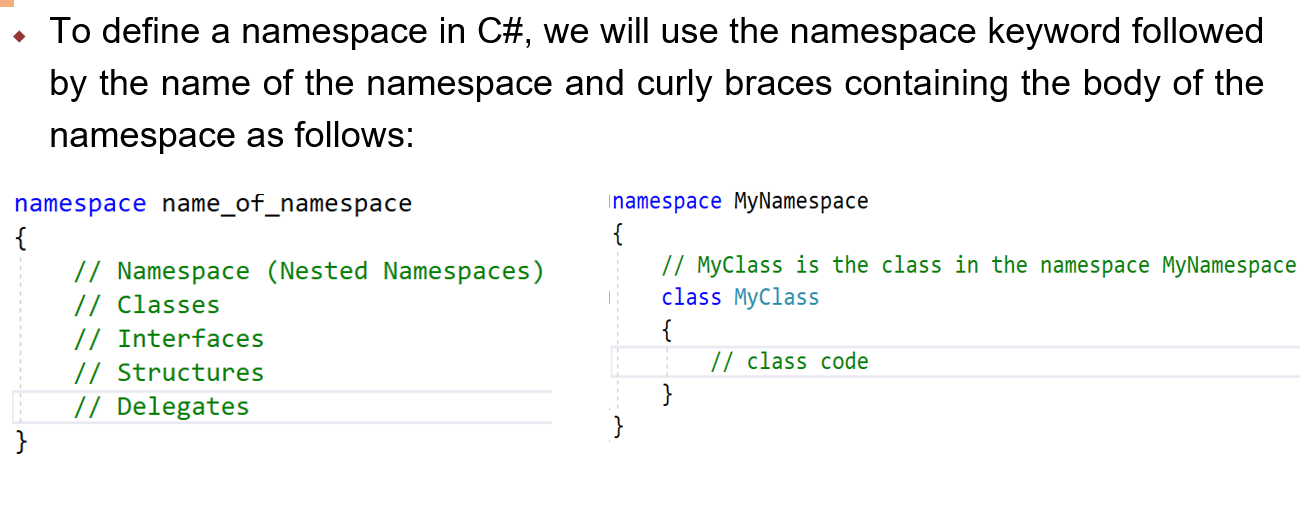 To define a namespace in C#, we will use the namespace keyword followed
by the name of the namespace and curly braces containing the body of the
namespace as follows:
namespace name_of_namespace
{
// Namespace (Nested Namespaces)
// Classes
// Interfaces
// Structures
// Delegates
}
namespace MyNamespace
{
// MyClass is the class in the namespace MyNamespace
class MyClass
{
// class code
}
}